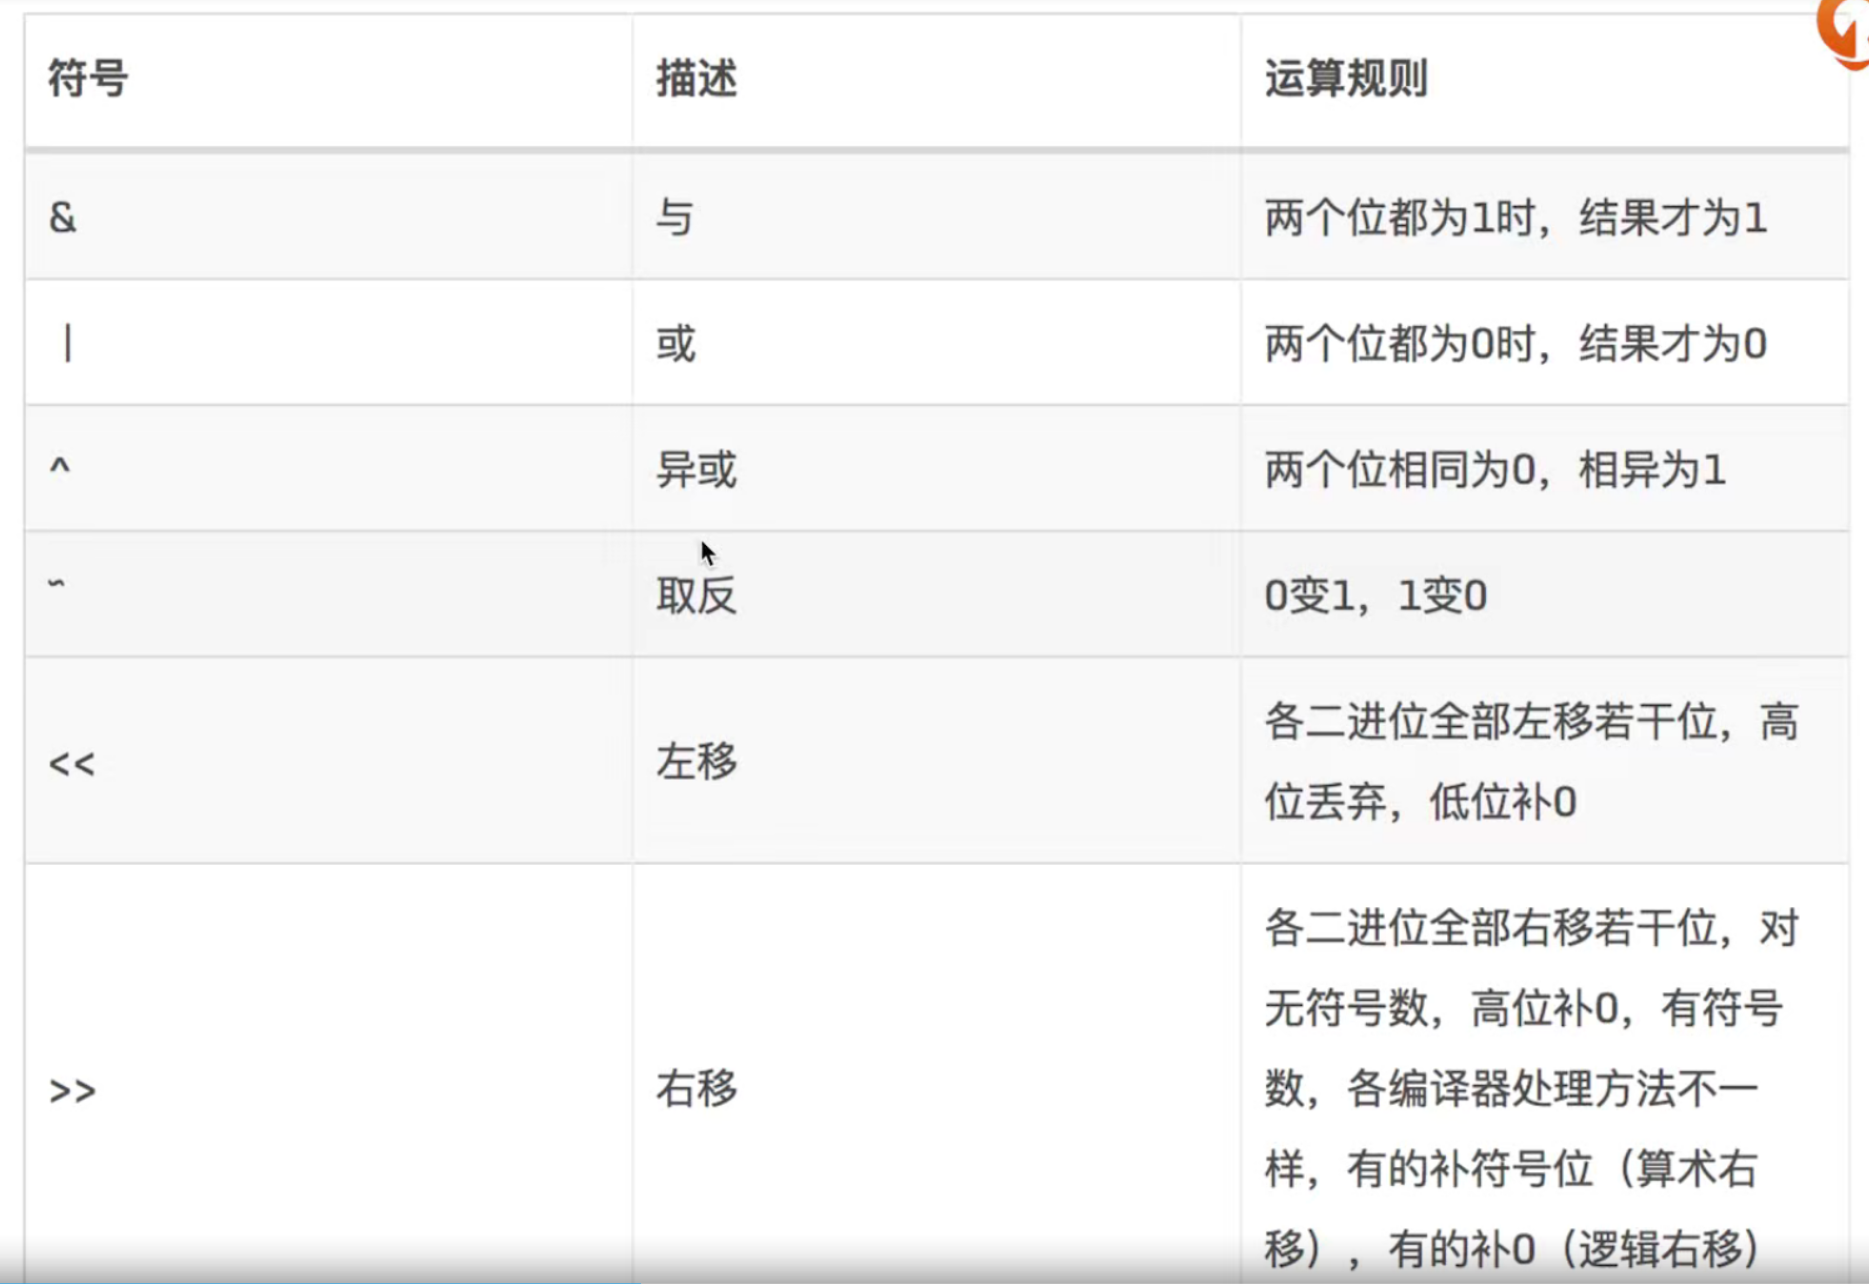 符号 描述 运算规则
& 与 两个位都为1时，结果才为1
| 或 两个位都为0时，结果才为0
^ 异或 两个位相同为0，相异为1
~ 取反 0变1，1变0
<< 左移 各二进位全部左移若干位，高
位丢弃，低位补0
>> 右移 各二进位全部右移若干位，对
无符号数，高位补0，有符号
数，各编译器处理方法不一
样，有的补符号位（算术右
移），有的补0（逻辑右移）